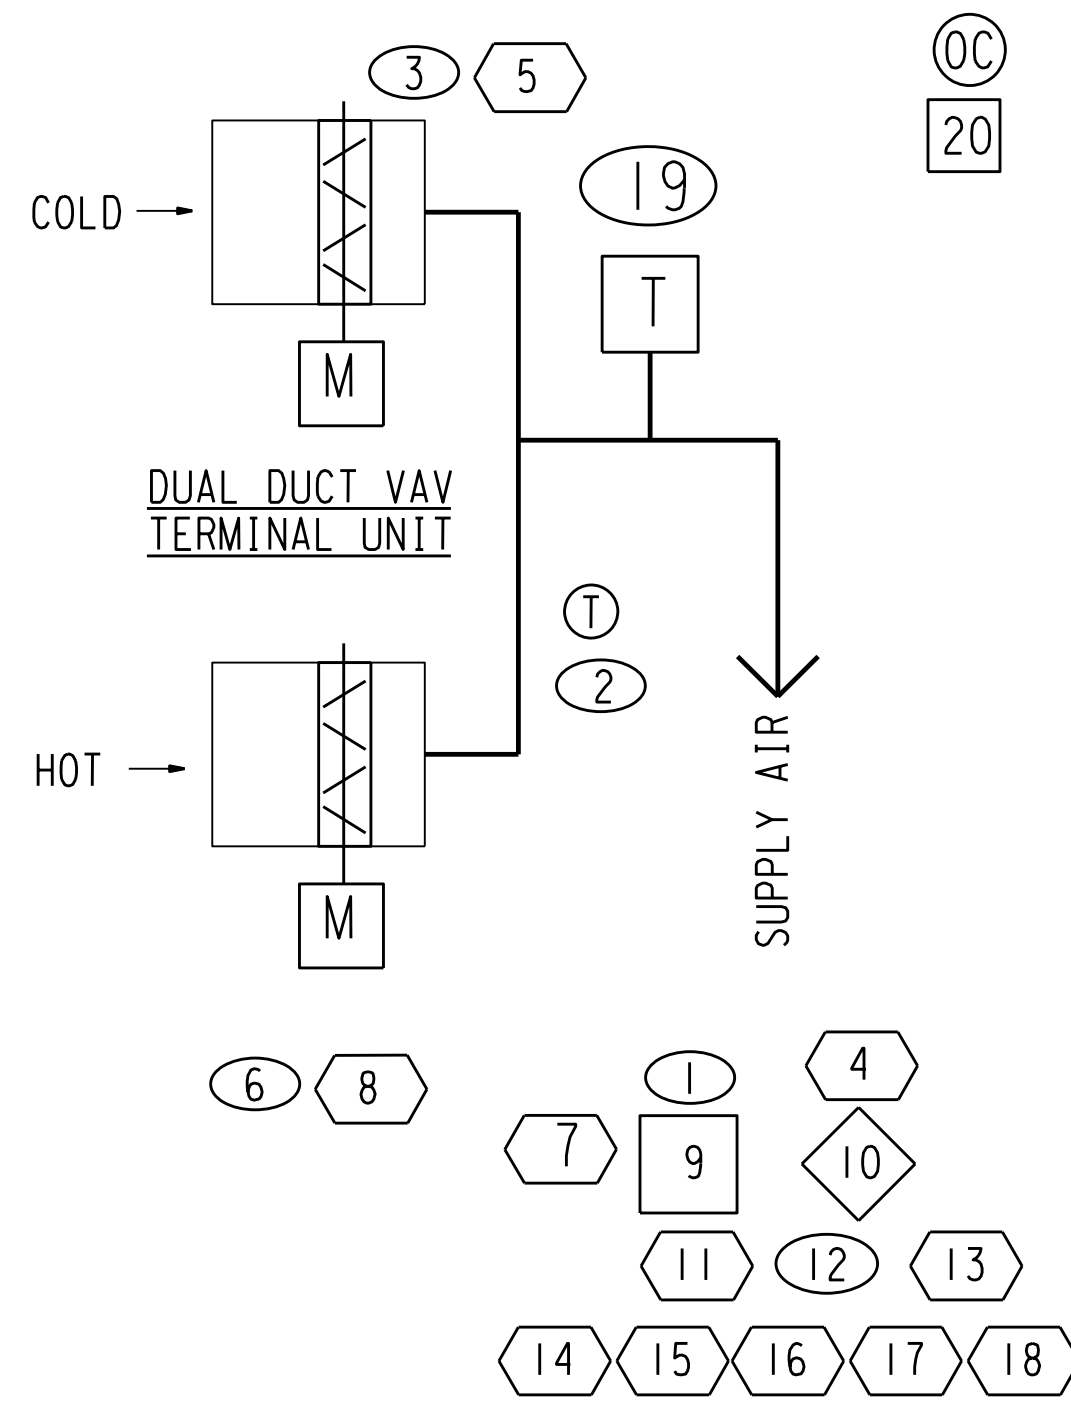 OC
3 5
20
19
COLD
T
M
DUAL DUCT VAV
TERMINAL UNIT
T
2
HOT
SUPPLY AIR
M
6 8
1 4
7 9 10
11 12 13
14 15 16 17 18